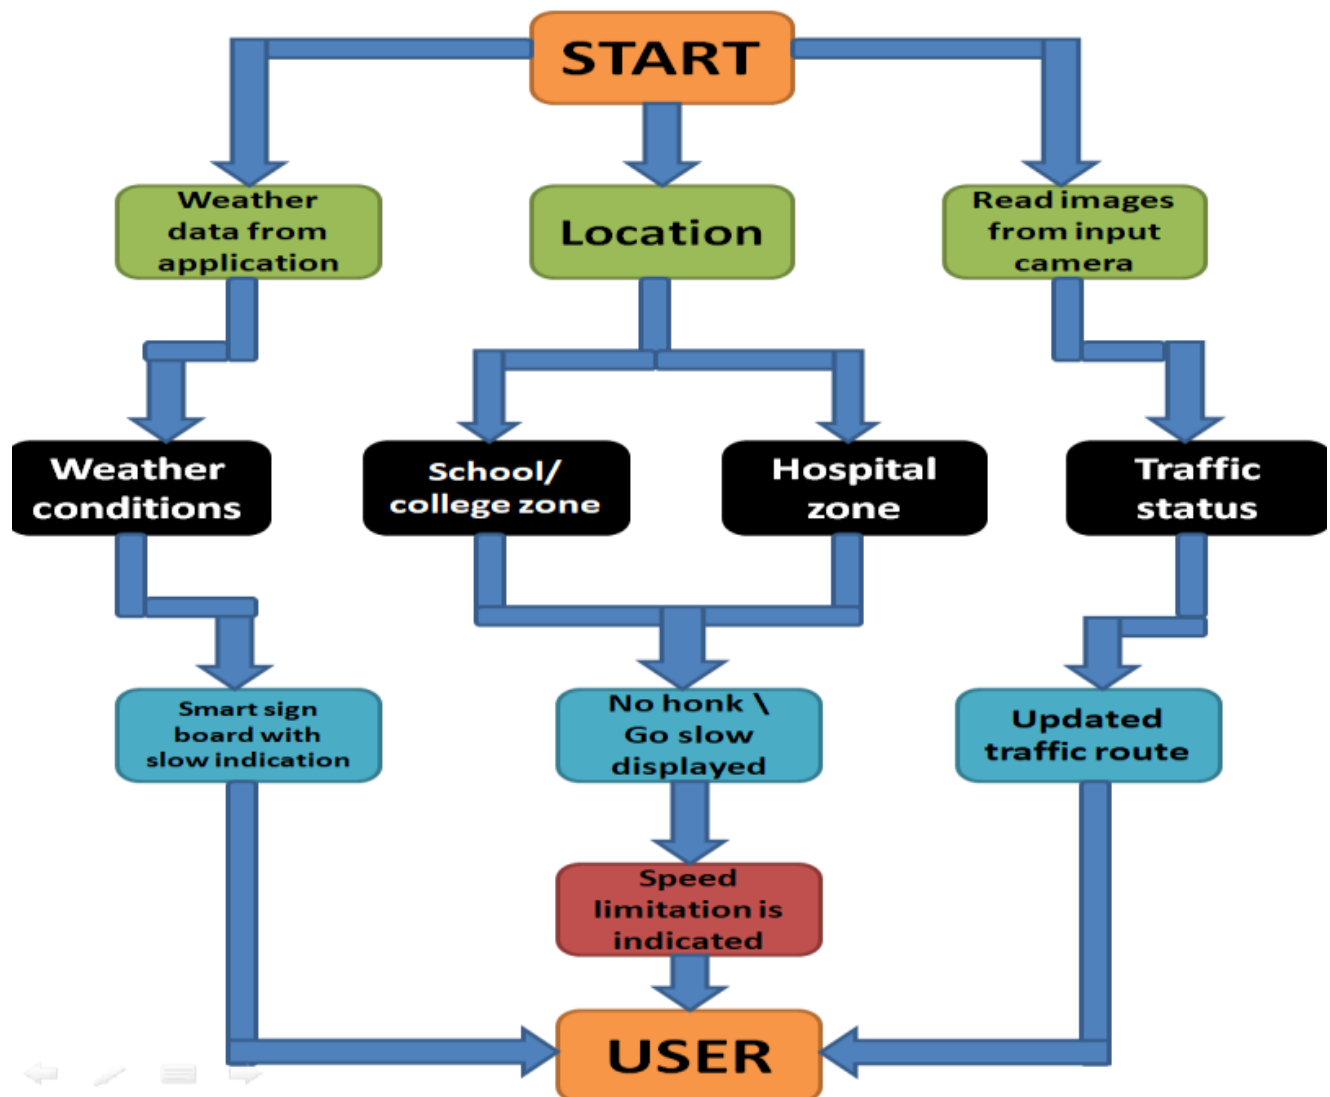 START
Weather
data from
application
Location
Read images
from input
camera
Weather
conditions
School/
college zone
Hospital
zone
Traffic
status
Smart sign
board with
slow indication
No honk \
Go slow
displayed
Updated
traffic route
Speed
limitation is
indicated
USER